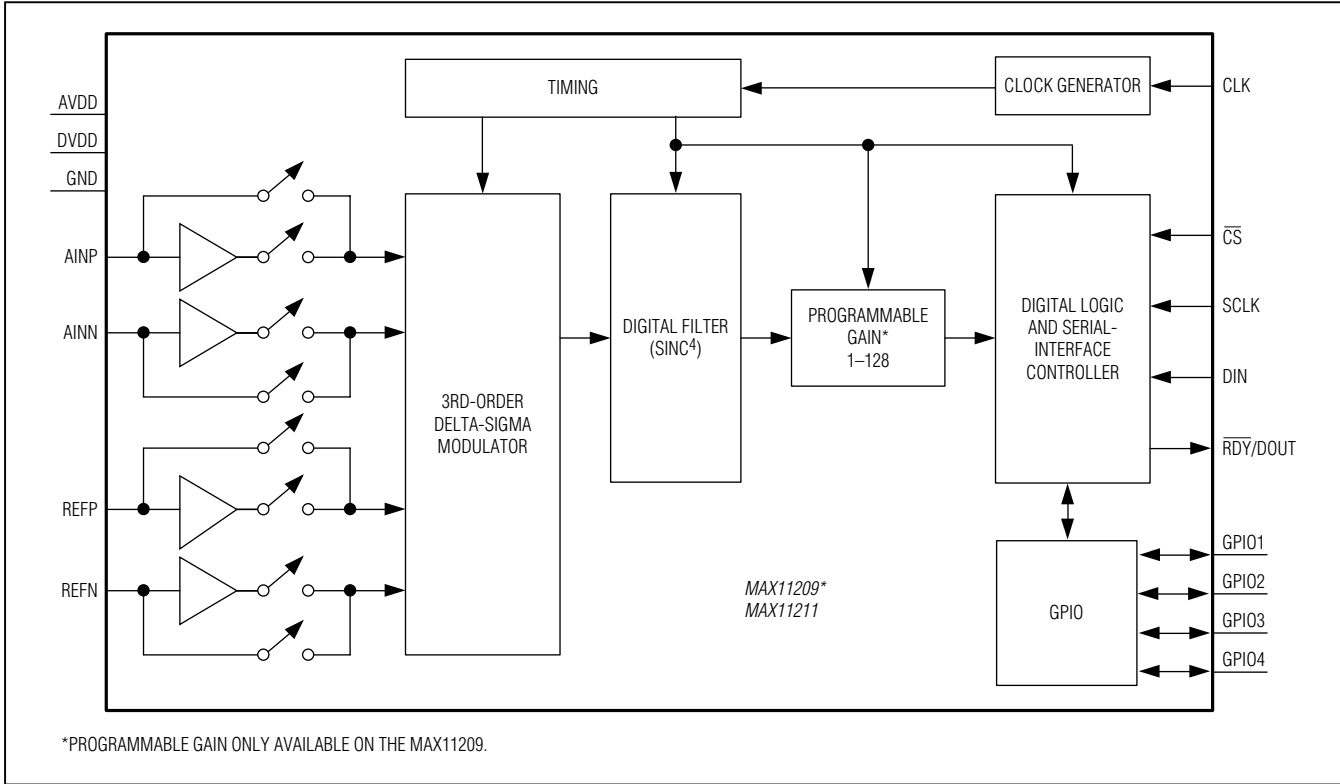 TIMING
CLOCK GENERATOR
CLK
AVDD
DVDD
GND
AINP
AINN
REFP
REFN
3RD-ORDER
DELTA-SIGMA
MODULATOR
DIGITAL FILTER
(SINC⁴)
PROGRAMMABLE
GAIN*
1–128
DIGITAL LOGIC
AND SERIAL-
INTERFACE
CONTROLLER
C̅S̅
SCLK
DIN
R̅D̅Y̅/DOUT
GPIO
GPIO1
GPIO2
GPIO3
GPIO4
MAX11209*
MAX11211
*PROGRAMMABLE GAIN ONLY AVAILABLE ON THE MAX11209.